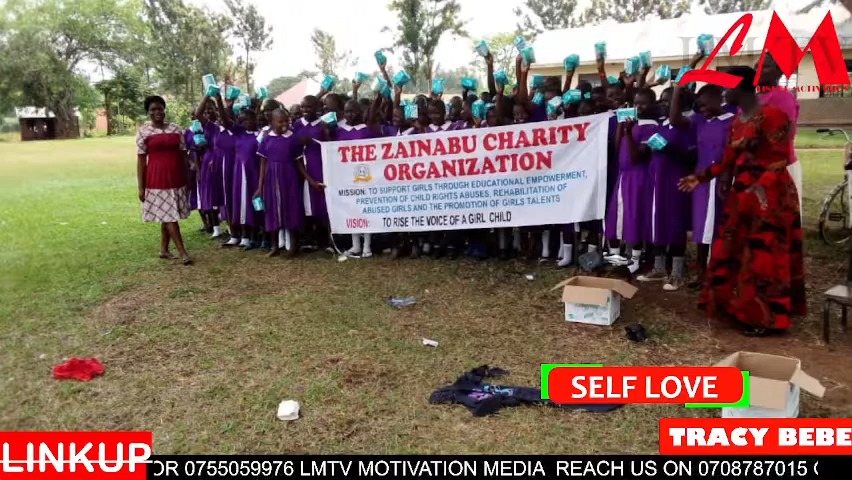 LM
THE ZAINABU CHARITY
ORGANIZATION
MISSION: TO SUPPORT GIRLS THROUGH EDUCATIONAL EMPOWERMENT,
PREVENTION OF CHILD RIGHTS ABUSES, REHABILITATION OF
ABUSED GIRLS AND THE PROMOTION OF GIRLS TALENTS
VISION: TO RISE THE VOICE OF A GIRL CHILD
SELF LOVE
TRACY BEBE
LINKUP
OR 0755059976 LMTV MOTIVATION MEDIA REACH US ON 0708787015